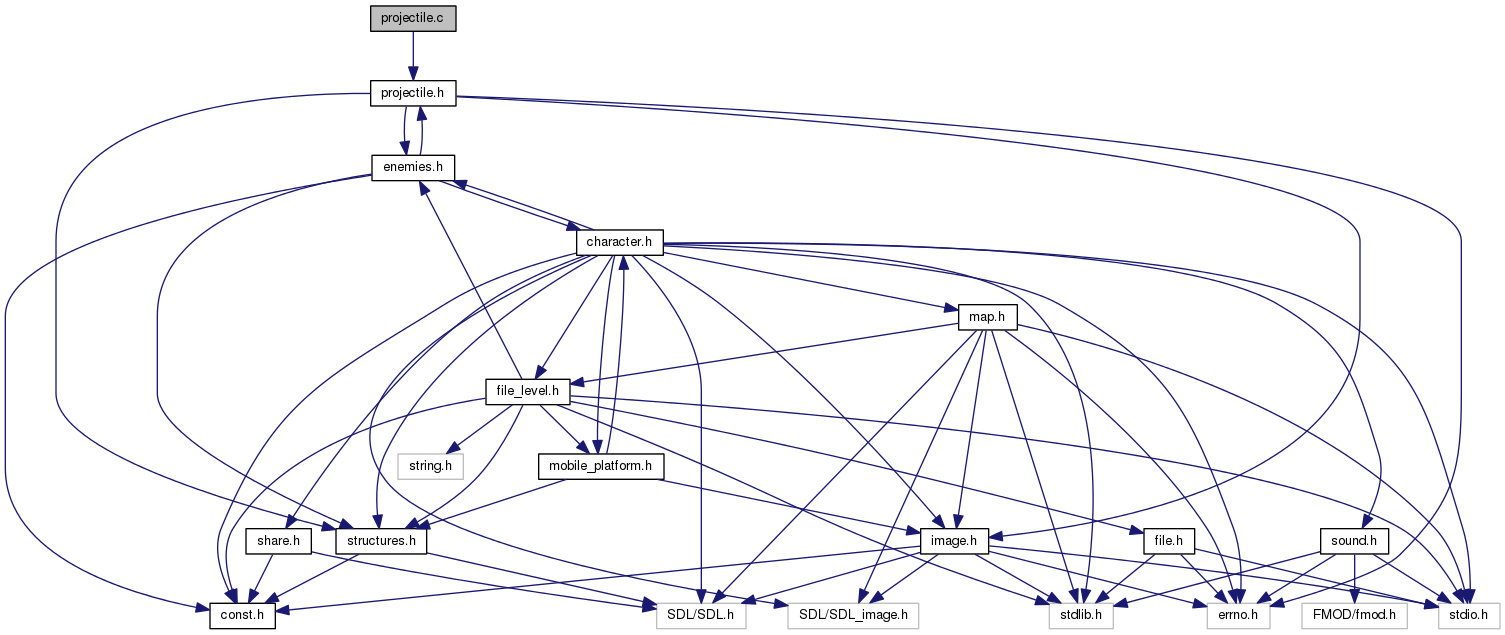 projectile.c
projectile.h
enemies.h
character.h
map.h
file_level.h
string.h
mobile_platform.h
share.h
structures.h
image.h
file.h
sound.h
const.h
SDL/SDL.h
SDL/SDL_image.h
stdlib.h
errno.h
FMOD/fmod.h
stdio.h